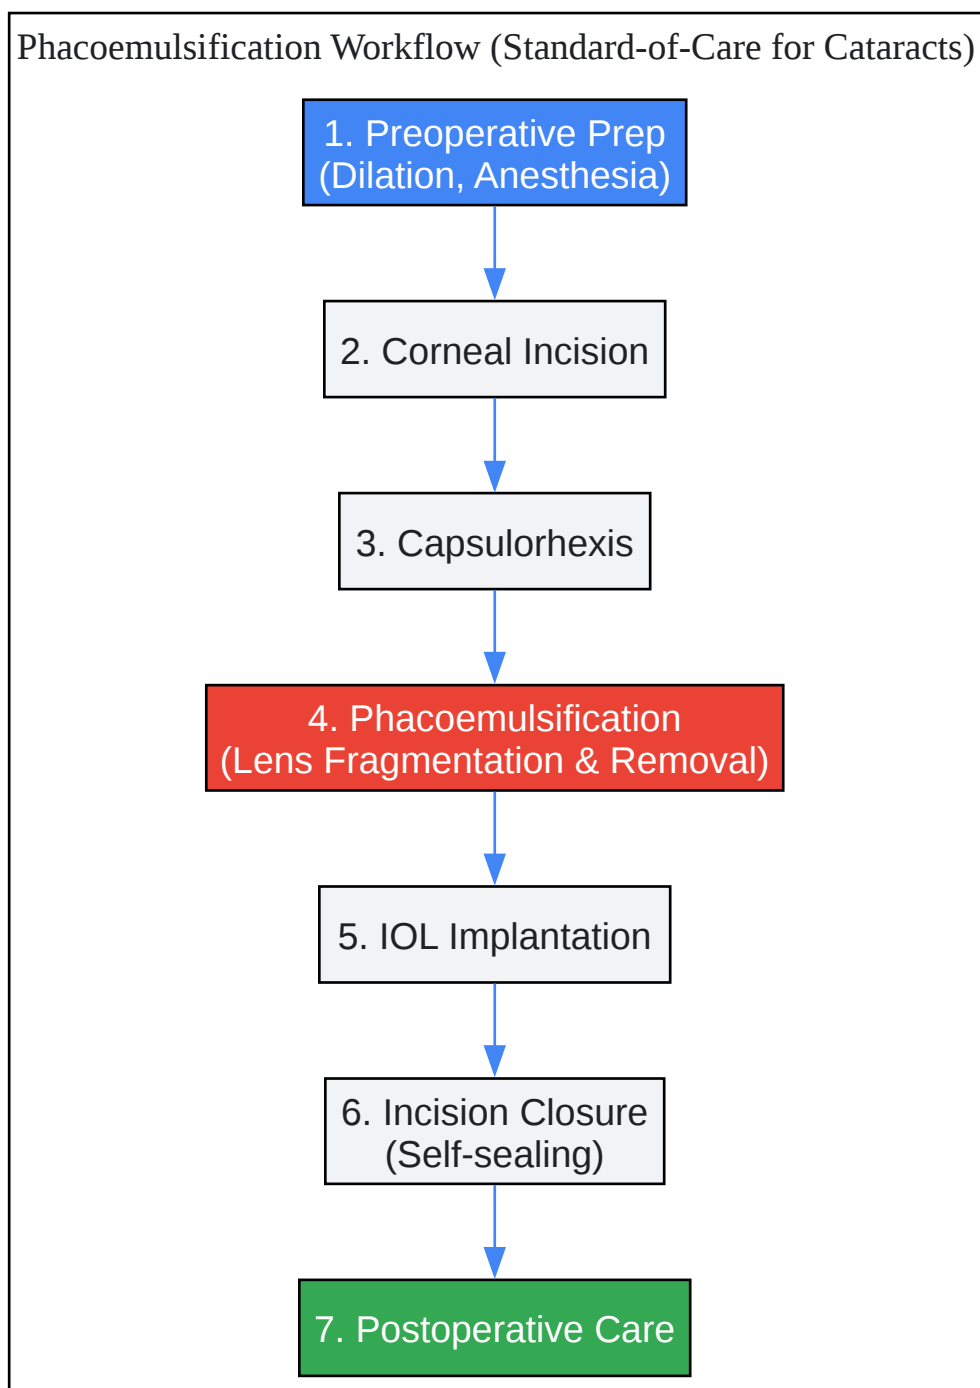 Phacoemulsification Workflow (Standard-of-Care for Cataracts)
1. Preoperative Prep
(Dilation, Anesthesia)
2. Corneal Incision
3. Capsulorhexis
4. Phacoemulsification
(Lens Fragmentation & Removal)
5. IOL Implantation
6. Incision Closure
(Self-sealing)
7. Postoperative Care